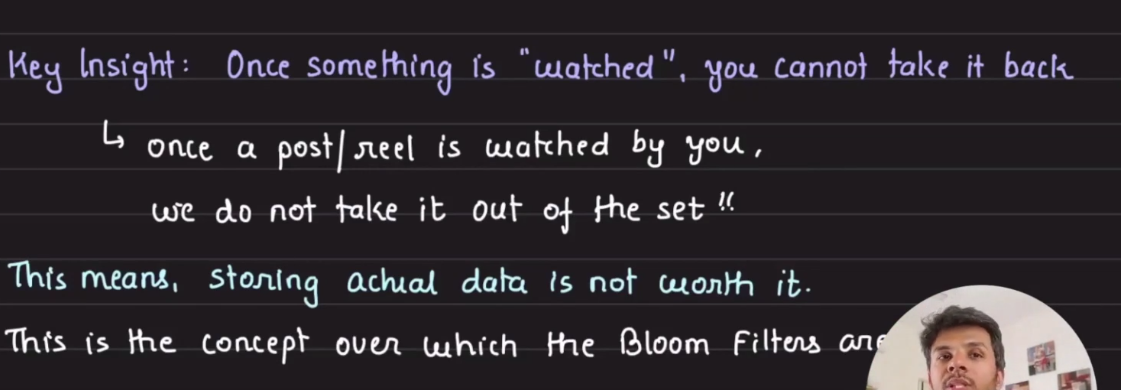 Key Insight: Once something is "watched", you cannot take it back
↳ once a post/reel is watched by you,
we do not take it out of the set!!
This means, storing actual data is not worth it.
This is the concept over which the Bloom Filters are